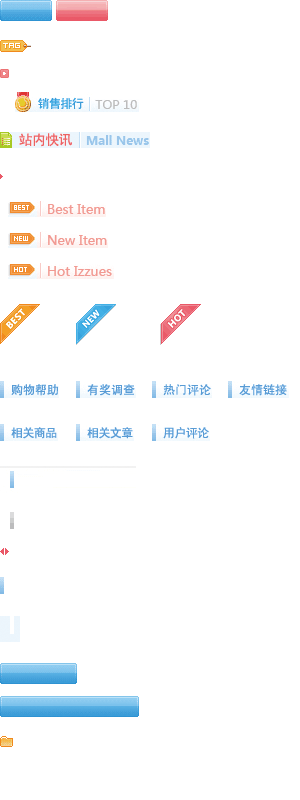 TAG
销售排行 TOP 10
站内快讯 Mall News
BEST Best Item
NEW New Item
HOT Hot Izzues
BEST NEW HOT
购物帮助 有奖调查 热门评论 友情链接
相关商品 相关文章 用户评论